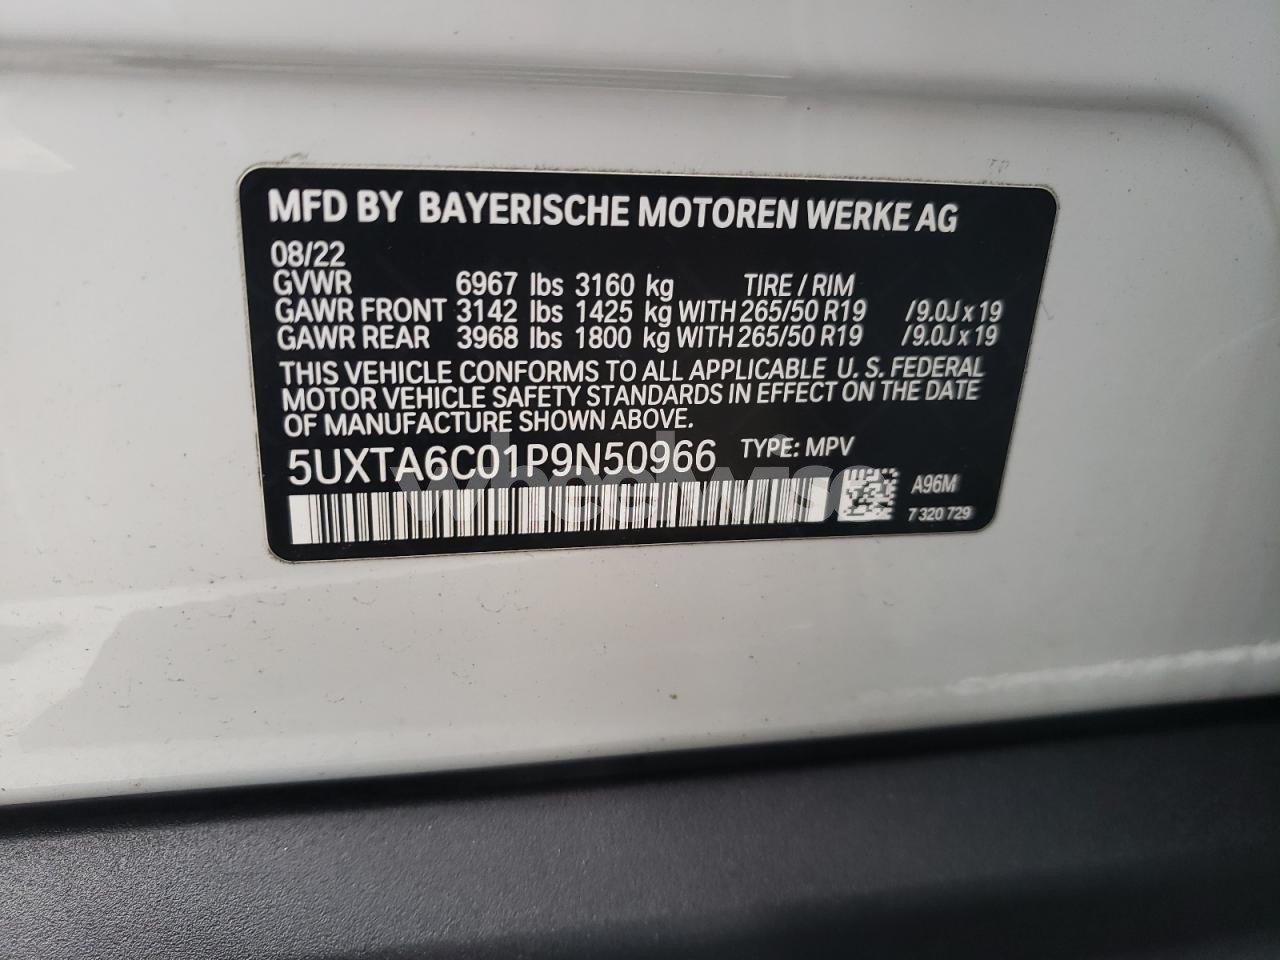 MFD BY BAYERISCHE MOTOREN WERKE AG
08/22
GVWR 6967 lbs 3160 kg TIRE / RIM
GAWR FRONT 3142 lbs 1425 kg WITH 265/50 R19 / 9.0J x 19
GAWR REAR 3968 lbs 1800 kg WITH 265/50 R19 / 9.0J x 19
THIS VEHICLE CONFORMS TO ALL APPLICABLE U. S. FEDERAL
MOTOR VEHICLE SAFETY STANDARDS IN EFFECT ON THE DATE
OF MANUFACTURE SHOWN ABOVE.
5UXTA6C01P9N50966 TYPE: MPV
A96M
7 320 729